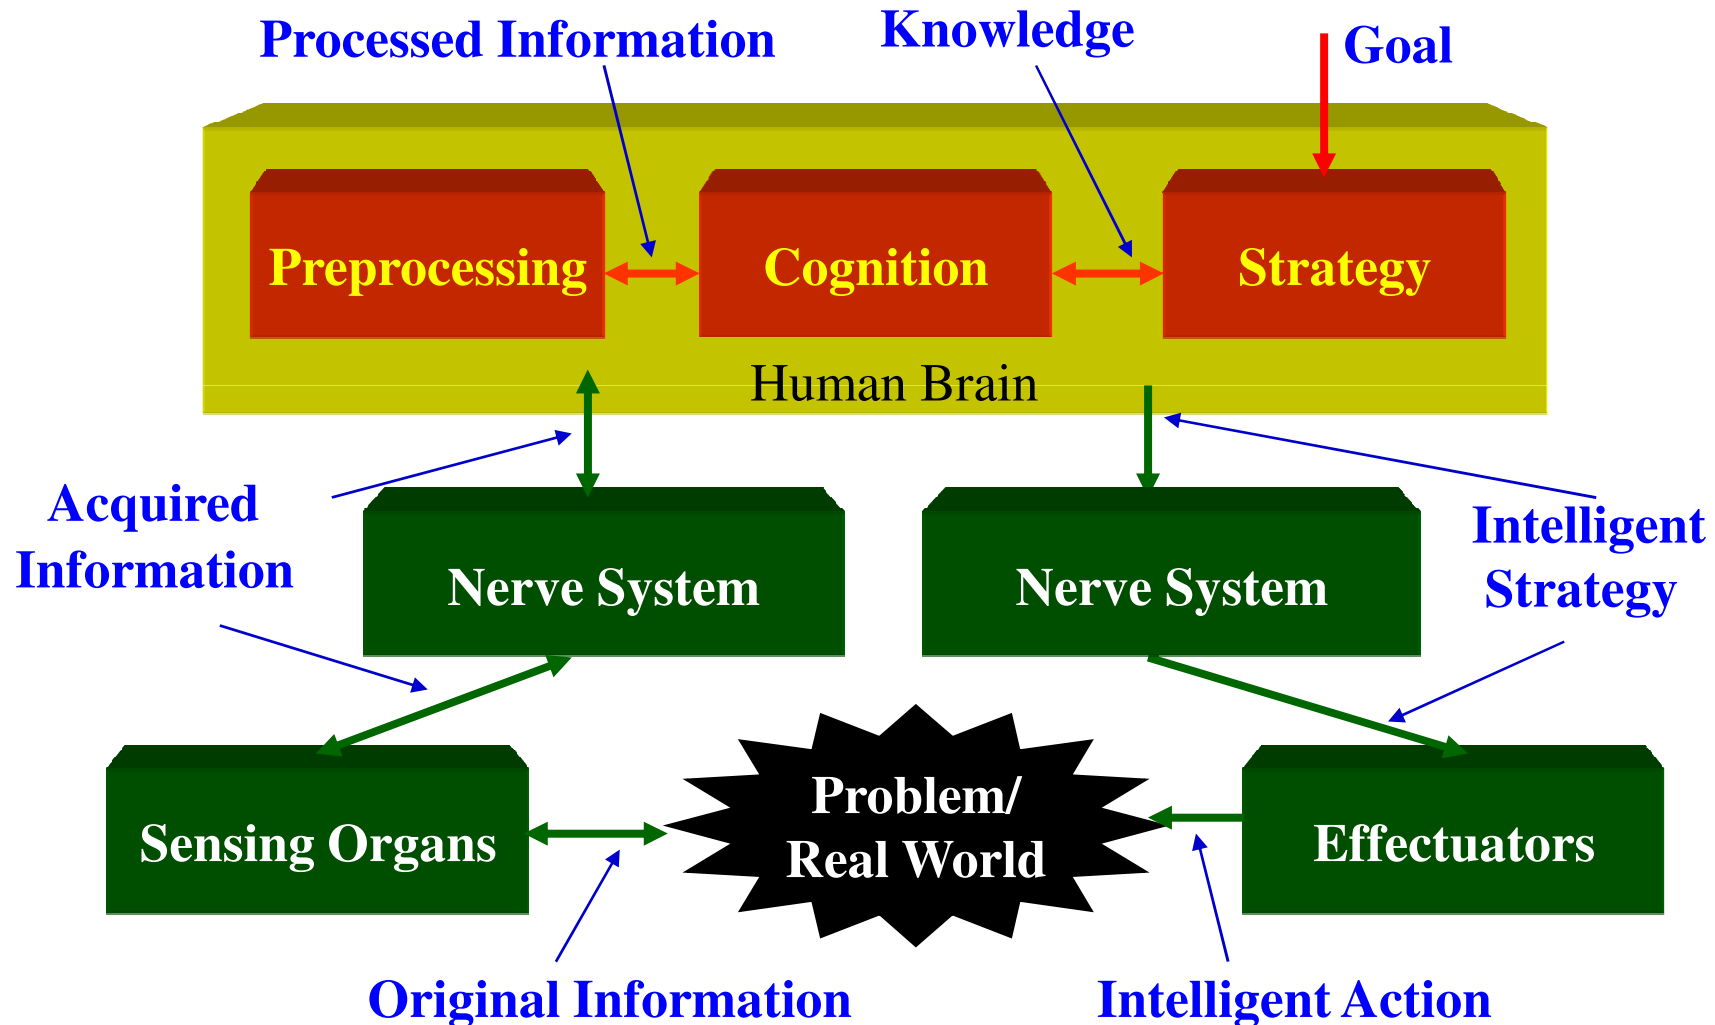 Processed Information
Knowledge
Goal
Preprocessing
Cognition
Strategy
Human Brain
Acquired
Information
Intelligent
Strategy
Nerve System
Nerve System
Problem/
Real World
Sensing Organs
Effectuators
Original Information
Intelligent Action